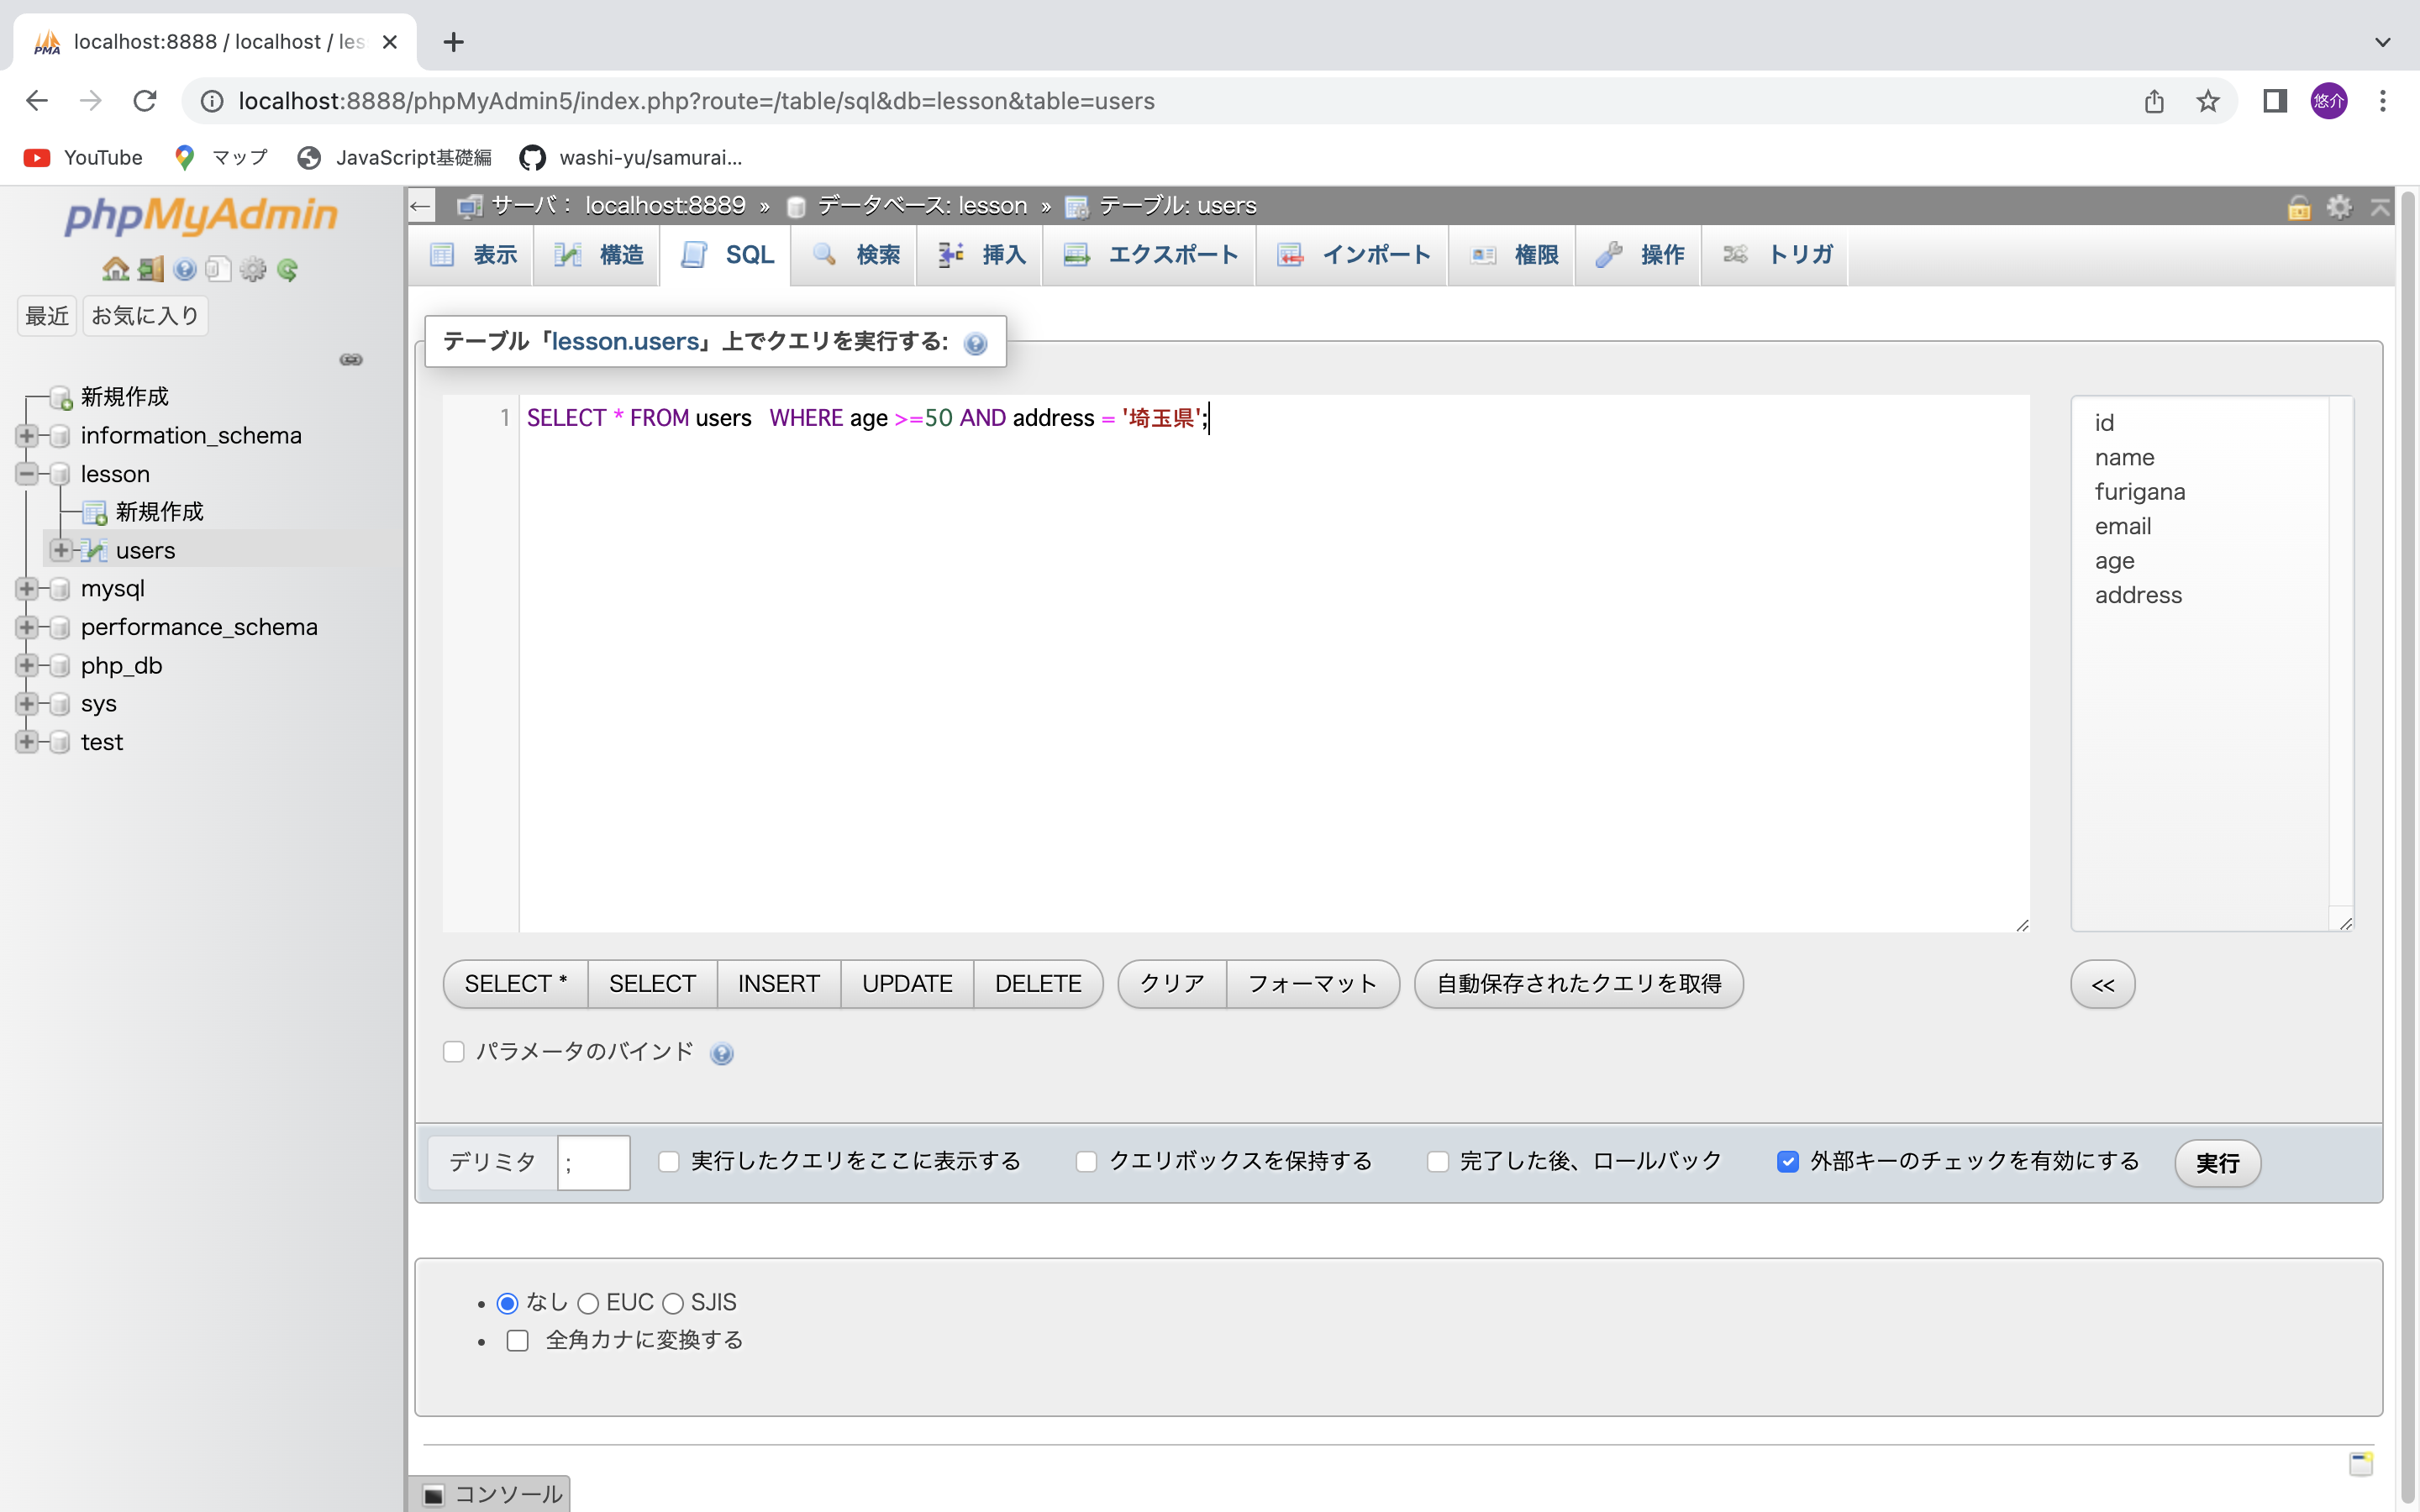 localhost:8888 / localhost / les
localhost:8888/phpMyAdmin5/index.php?route=/table/sql&db=lesson&table=users
悠介
YouTube
マップ
JavaScript基礎編
washi-yu/samurai...
phpMyAdmin
最近
お気に入り
新規作成
information_schema
lesson
新規作成
users
mysql
performance_schema
php_db
sys
test
サーバ： localhost:8889 » データベース: lesson » テーブル: users
表示
構造
SQL
検索
挿入
エクスポート
インポート
権限
操作
トリガ
テーブル「lesson.users」上でクエリを実行する:
1
SELECT * FROM users  WHERE age >=50 AND address = '埼玉県';
id
name
furigana
email
age
address
SELECT *
SELECT
INSERT
UPDATE
DELETE
クリア
フォーマット
自動保存されたクエリを取得
<<
パラメータのバインド
デリミタ
;
実行したクエリをここに表示する
クエリボックスを保持する
完了した後、ロールバック
外部キーのチェックを有効にする
実行
なし EUC SJIS
全角カナに変換する
コンソール